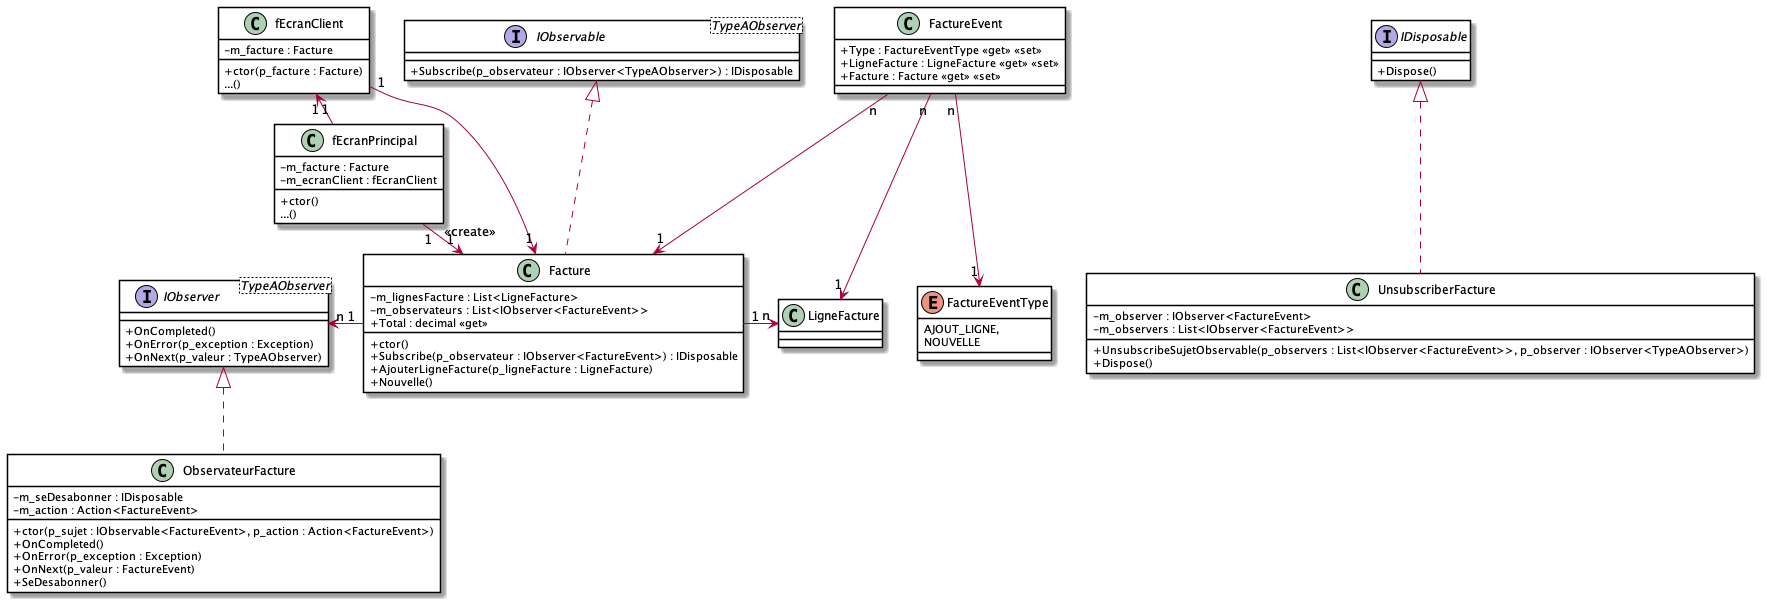 C fEcranClient
–m_facture : Facture
+ctor(p_facture : Facture)
...()
TypeAObserver
I IObservable
+Subscribe(p_observateur : IObserver<TypeAObserver>) : IDisposable
C FactureEvent
+Type : FactureEventType «get» «set»
+LigneFacture : LigneFacture «get» «set»
+Facture : Facture «get» «set»
I IDisposable
+Dispose()
1
1
1
n
n
n
C fEcranPrincipal
–m_facture : Facture
–m_ecranClient : fEcranClient
+ctor()
...()
«create»
1
1
1
1
1
1
TypeAObserver
I IObserver
+OnCompleted()
+OnError(p_exception : Exception)
+OnNext(p_valeur : TypeAObserver)
n 1
C Facture
–m_lignesFacture : List<LigneFacture>
–m_observateurs : List<IObserver<FactureEvent>>
+Total : decimal «get»
+ctor()
+Subscribe(p_observateur : IObserver<FactureEvent>) : IDisposable
+AjouterLigneFacture(p_ligneFacture : LigneFacture)
+Nouvelle()
1 n
C LigneFacture
E FactureEventType
AJOUT_LIGNE,
NOUVELLE
C UnsubscriberFacture
–m_observer : IObserver<FactureEvent>
–m_observers : List<IObserver<FactureEvent>>
+UnsubscribeSujetObservable(p_observers : List<IObserver<FactureEvent>>, p_observer : IObserver<TypeAObserver>)
+Dispose()
C ObservateurFacture
–m_seDesabonner : IDisposable
–m_action : Action<FactureEvent>
+ctor(p_sujet : IObservable<FactureEvent>, p_action : Action<FactureEvent>)
+OnCompleted()
+OnError(p_exception : Exception)
+OnNext(p_valeur : FactureEvent)
+SeDesabonner()